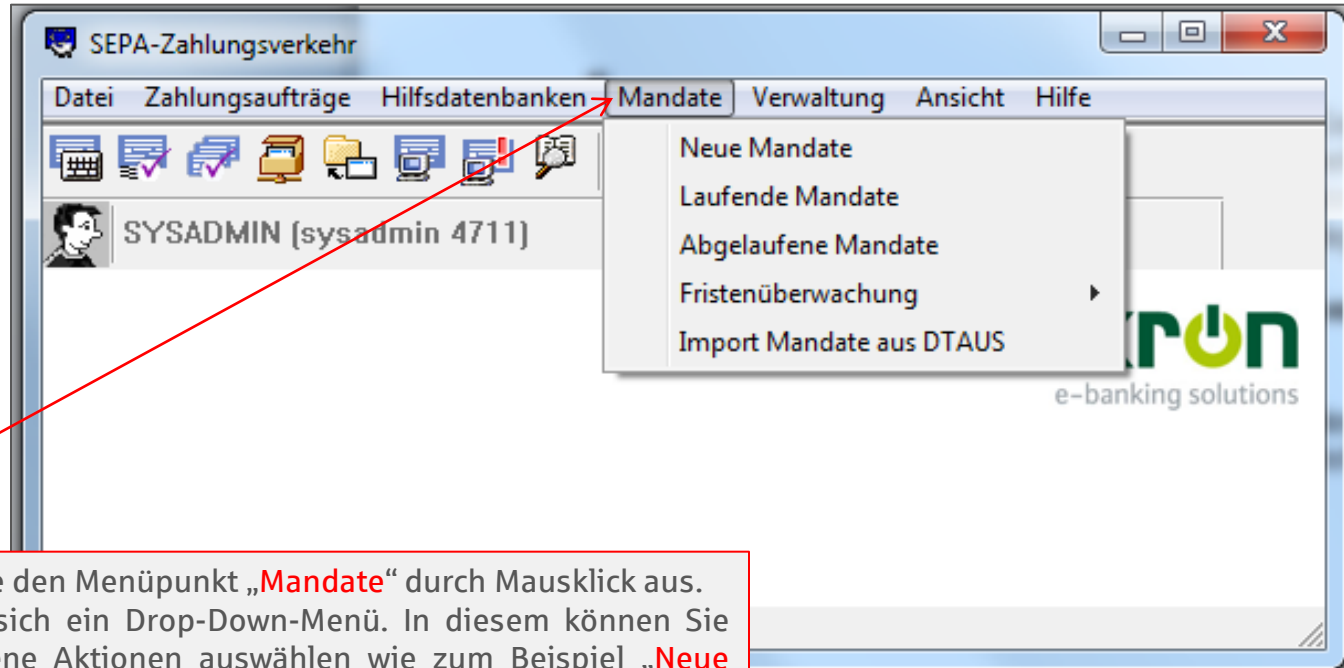 SEPA-Zahlungsverkehr
Datei Zahlungsaufträge Hilfsdatenbanken Mandate Verwaltung Ansicht Hilfe
Neue Mandate
Laufende Mandate
Abgelaufene Mandate
Fristenüberwachung
Import Mandate aus DTAUS
SYSADMIN (sysadmin 4711)
e-banking solutions
den Menüpunkt „Mandate“ durch Mausklick aus.
sich ein Drop-Down-Menü. In diesem können Sie
Aktionen auswählen wie zum Beispiel „Neue